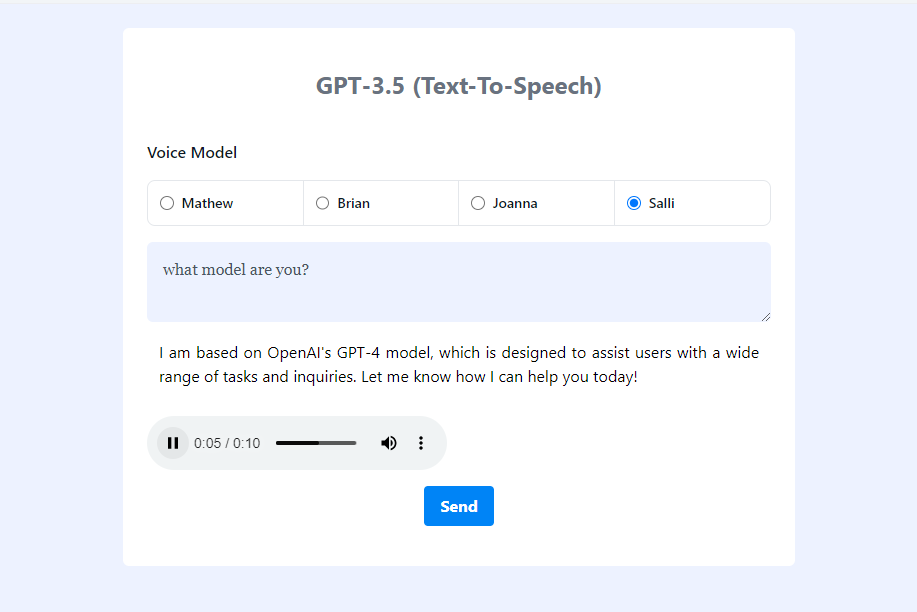 GPT-3.5 (Text-To-Speech)
Voice Model
Mathew Brian Joanna Salli
what model are you?
I am based on OpenAI's GPT-4 model, which is designed to assist users with a wide
range of tasks and inquiries. Let me know how I can help you today!
0:05 / 0:10
Send